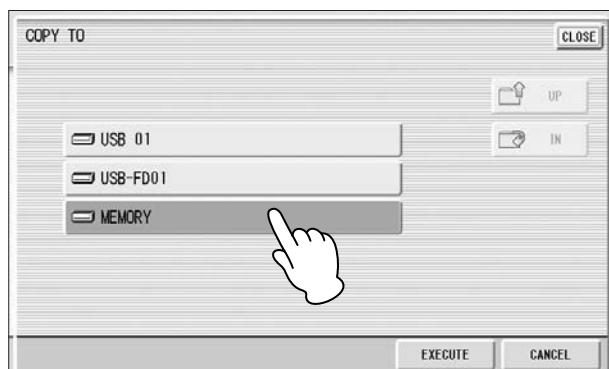 COPY TO
CLOSE
UP
USB 01
IN
USB-FD01
MEMORY
EXECUTE
CANCEL